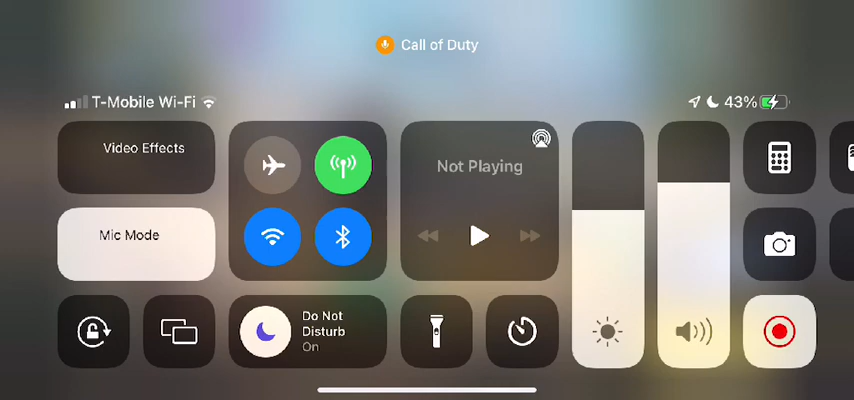 Call of Duty
T-Mobile Wi-Fi
43%
Video Effects
Mic Mode
Not Playing
Do Not
Disturb
On